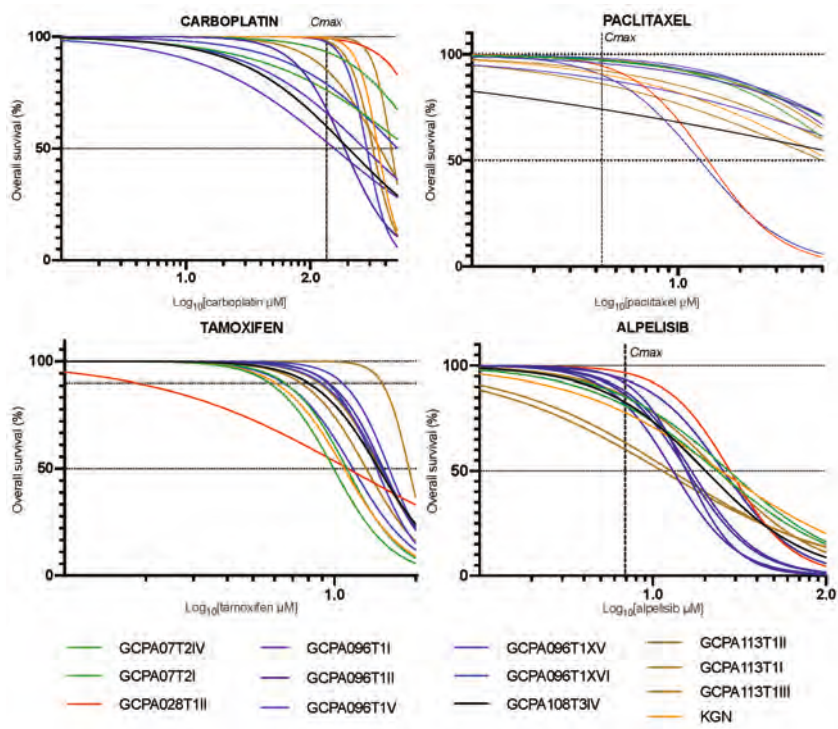 CARBOPLATIN
Cmax
100
50
0
Overall survival (%)
1.0
2.0
Log10[carboplatin µM]
PACLITAXEL
Cmax
100
50
0
Overall survival (%)
1.0
Log10[paclitaxel µM]
TAMOXIFEN
100
50
0
Overall survival (%)
1.0
Log10[tamoxifen µM]
ALPELISIB
Cmax
100
50
0
Overall survival (%)
1.0
2.0
Log10[alpelisib µM]
GCPA07T2IV
GCPA07T2I
GCPA028T1II
GCPA096T1I
GCPA096T1II
GCPA096T1V
GCPA096T1XV
GCPA096T1XVI
GCPA108T3IV
GCPA113T1II
GCPA113T1I
GCPA113T1III
KGN